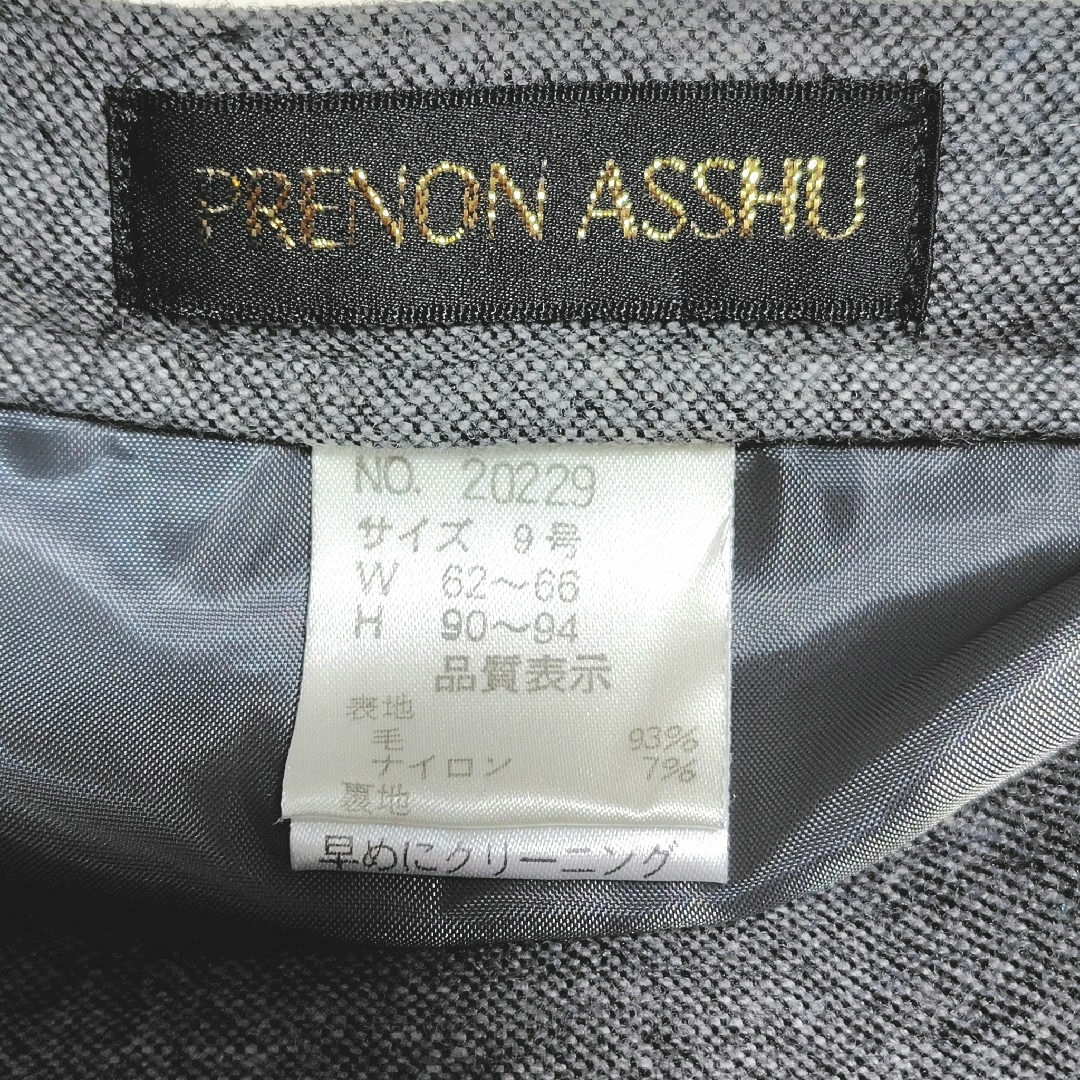 PRENON ASSHU
NO. 20229
サイズ 9号
W 62～66
H 90～94
品質表示
表地
毛 93%
ナイロン 7%
裏地
早めにクリーニング